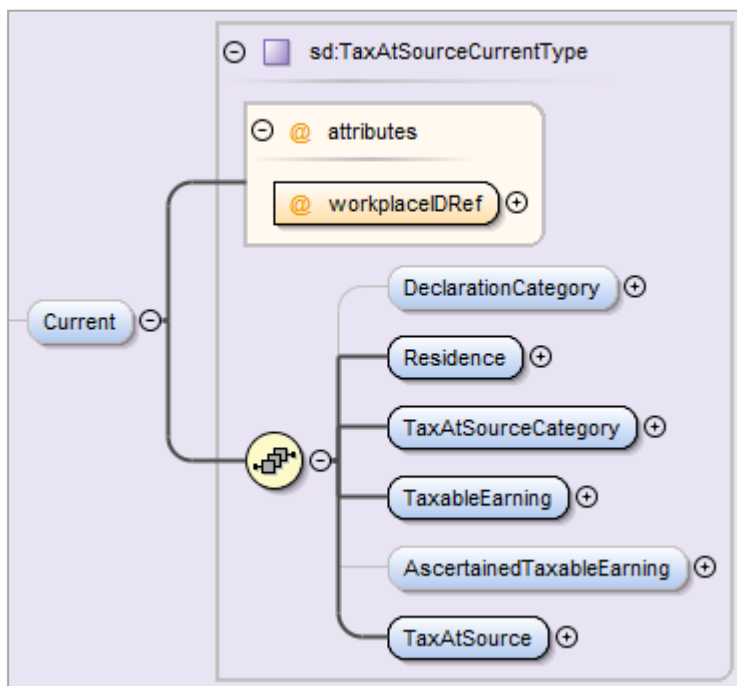 sd:TaxAtSourceCurrentType
@ attributes
@ workplaceIDRef
DeclarationCategory
Current
Residence
TaxAtSourceCategory
TaxableEarning
AscertainedTaxableEarning
TaxAtSource